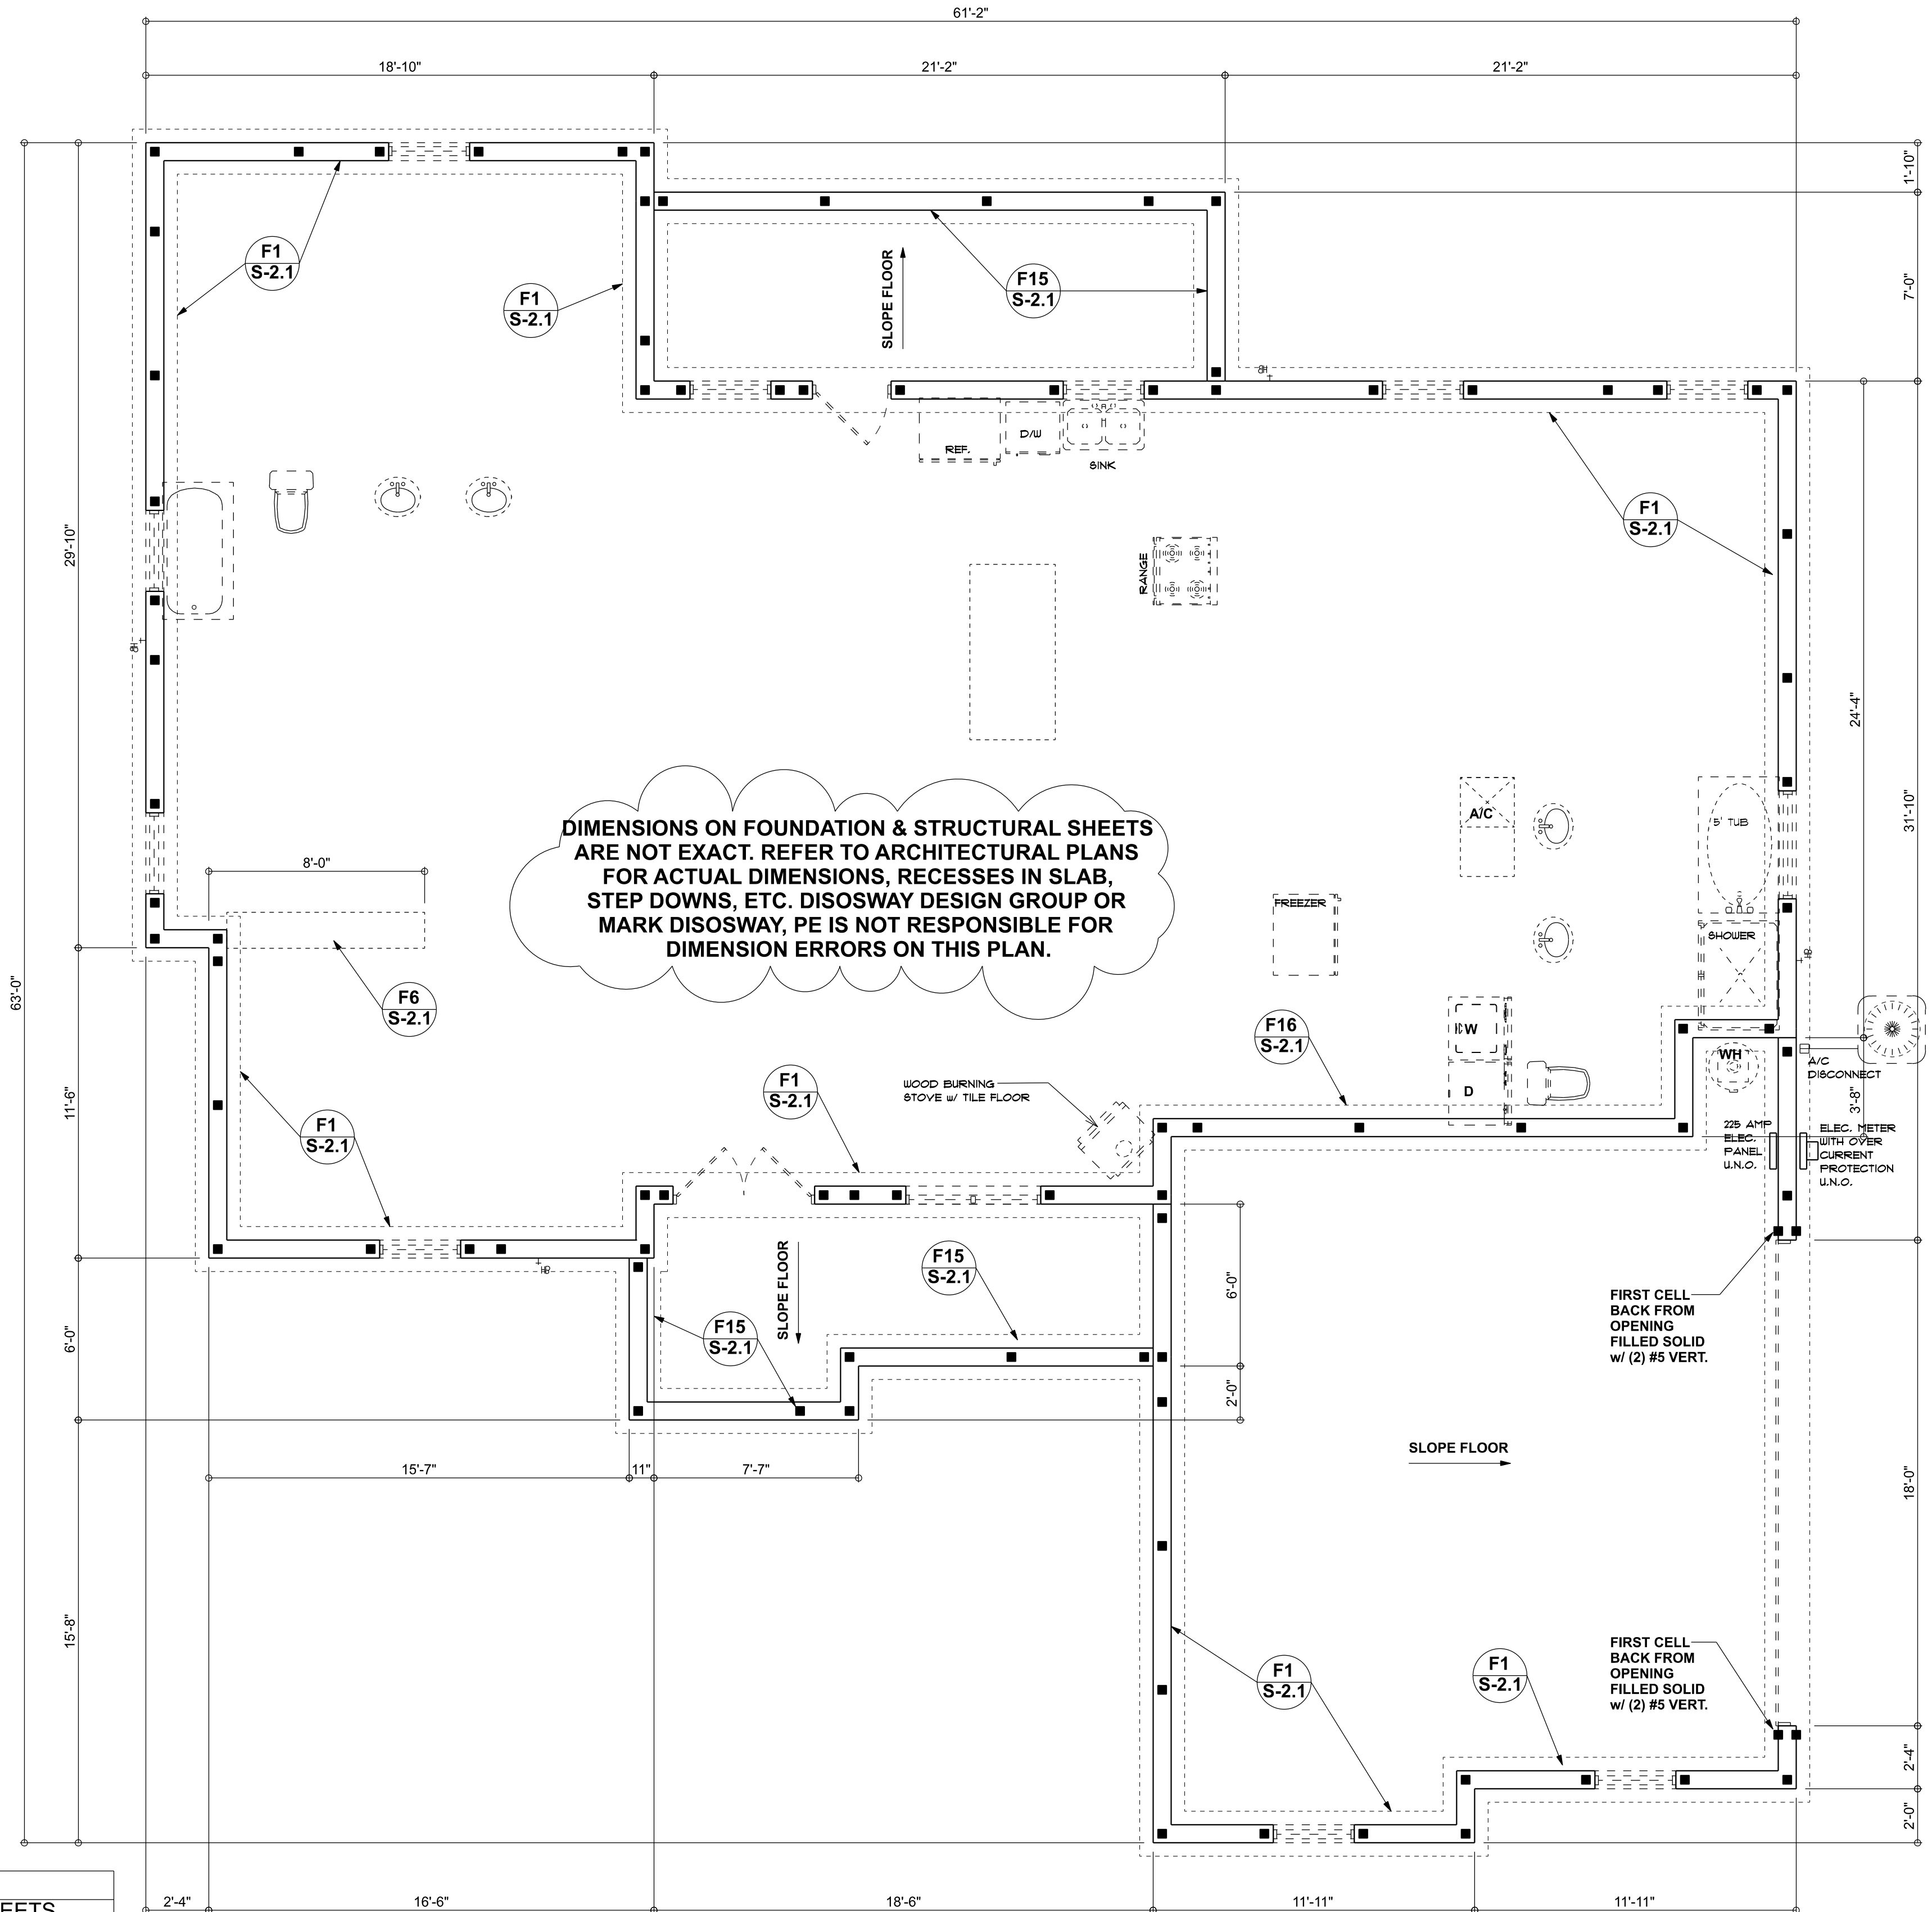 61'-2"
18'-10"
21'-2"
21'-2"
1'-10"
7'-0"
F1
S-2.1
F1
S-2.1
SLOPE FLOOR
F15
S-2.1
HB
REF.
D/W
SINK
F1
S-2.1
RANGE
29'-10"
HB
24'-4"
31'-10"
8'-0"
DIMENSIONS ON FOUNDATION & STRUCTURAL SHEETS
ARE NOT EXACT. REFER TO ARCHITECTURAL PLANS
FOR ACTUAL DIMENSIONS, RECESSES IN SLAB,
STEP DOWNS, ETC. DISOSWAY DESIGN GROUP OR
MARK DISOSWAY, PE IS NOT RESPONSIBLE FOR
DIMENSION ERRORS ON THIS PLAN.
A/C
5' TUB
FREEZER
SHOWER
HB
63'-0"
F6
S-2.1
F16
S-2.1
W
D
WH
A/C
DISCONNECT
3'-8"
11'-6"
F1
S-2.1
F1
S-2.1
WOOD BURNING
STOVE W/ TILE FLOOR
225 AMP
ELEC.
PANEL
U.N.O.
ELEC. METER
WITH OVER
CURRENT
PROTECTION
U.N.O.
HB
SLOPE FLOOR
F15
S-2.1
F15
S-2.1
6'-0"
6'-0"
2'-0"
FIRST CELL
BACK FROM
OPENING
FILLED SOLID
w/ (2) #5 VERT.
15'-7"
11"
7'-7"
SLOPE FLOOR
18'-0"
15'-8"
F1
S-2.1
F1
S-2.1
FIRST CELL
BACK FROM
OPENING
FILLED SOLID
w/ (2) #5 VERT.
2'-4"
2'-0"
EETS
2'-4"
16'-6"
18'-6"
11'-11"
11'-11"